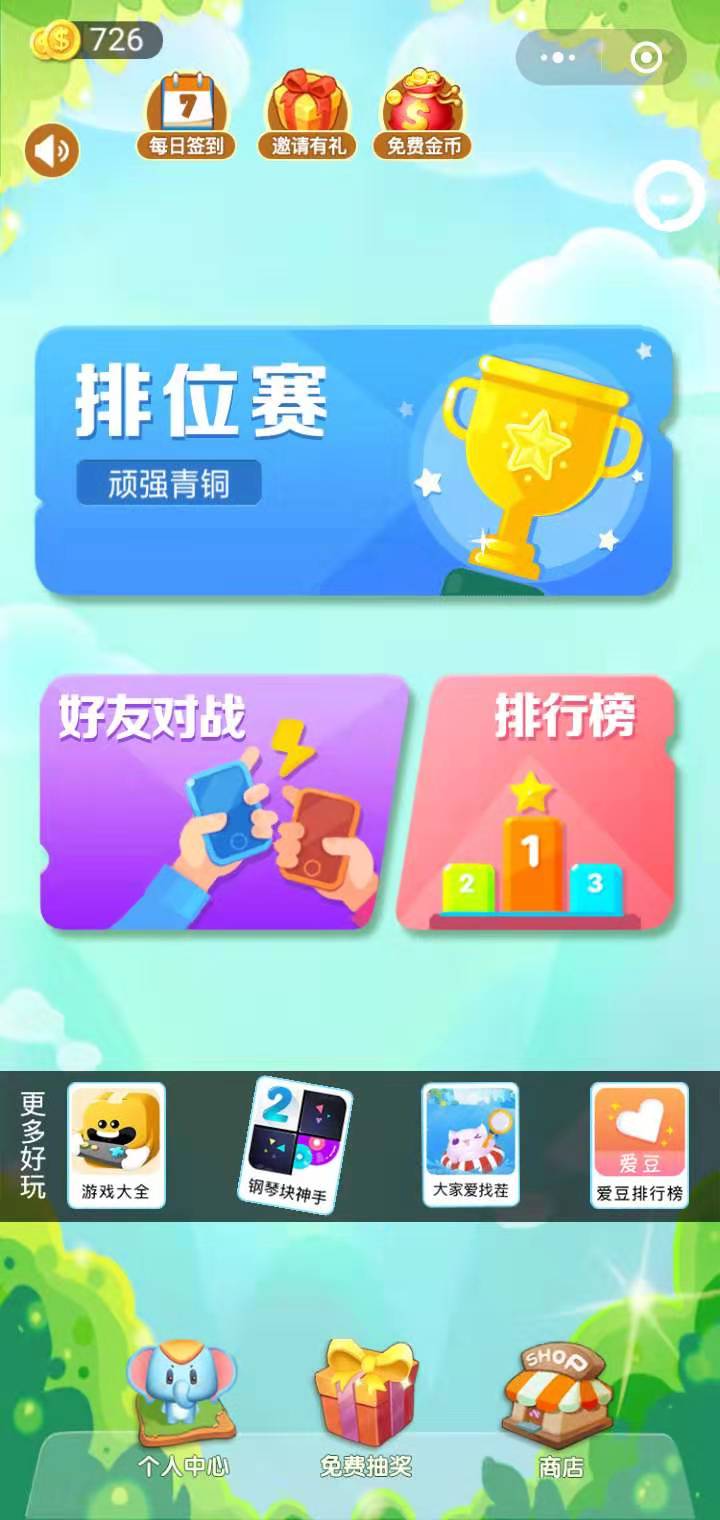 726
7
每日签到
邀请有礼
免费金币
排位赛
顽强青铜
好友对战
排行榜
1
2
3
更多好玩
游戏大全
2
钢琴块神手
大家爱找茬
爱豆
爱豆排行榜
SHOP
个人中心
免费抽奖
商店